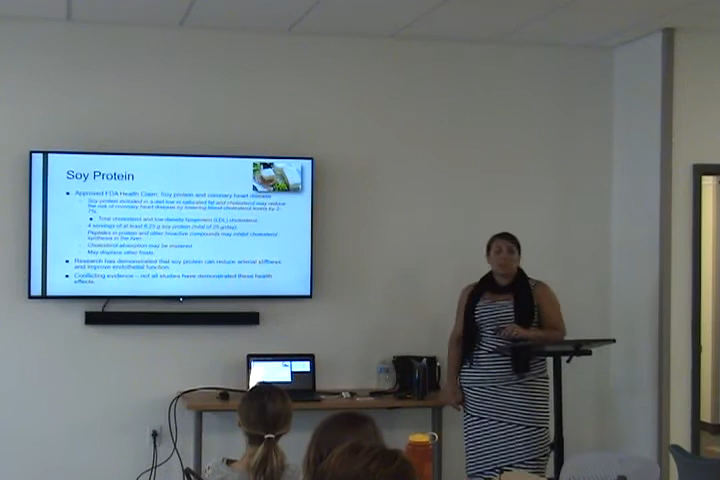 Soy Protein
Approved FDA Health Claim: Soy protein and coronary heart disease
Soy protein included in a diet low in saturated fat and cholesterol may reduce
the risk of coronary heart disease by lowering blood cholesterol levels by 2-
7%.
Total cholesterol and low density lipoprotein (LDL) cholesterol.
4 servings of at least 6.25 g soy protein (total of 25 g/day).
Peptides in protein and other bioactive compounds may inhibit cholesterol
synthesis in the liver.
Cholesterol absorption may be impaired
May displace other foods
Research has demonstrated that soy protein can reduce arterial stiffness
and improve endothelial function.
Conflicting evidence – not all studies have demonstrated these health
effects.